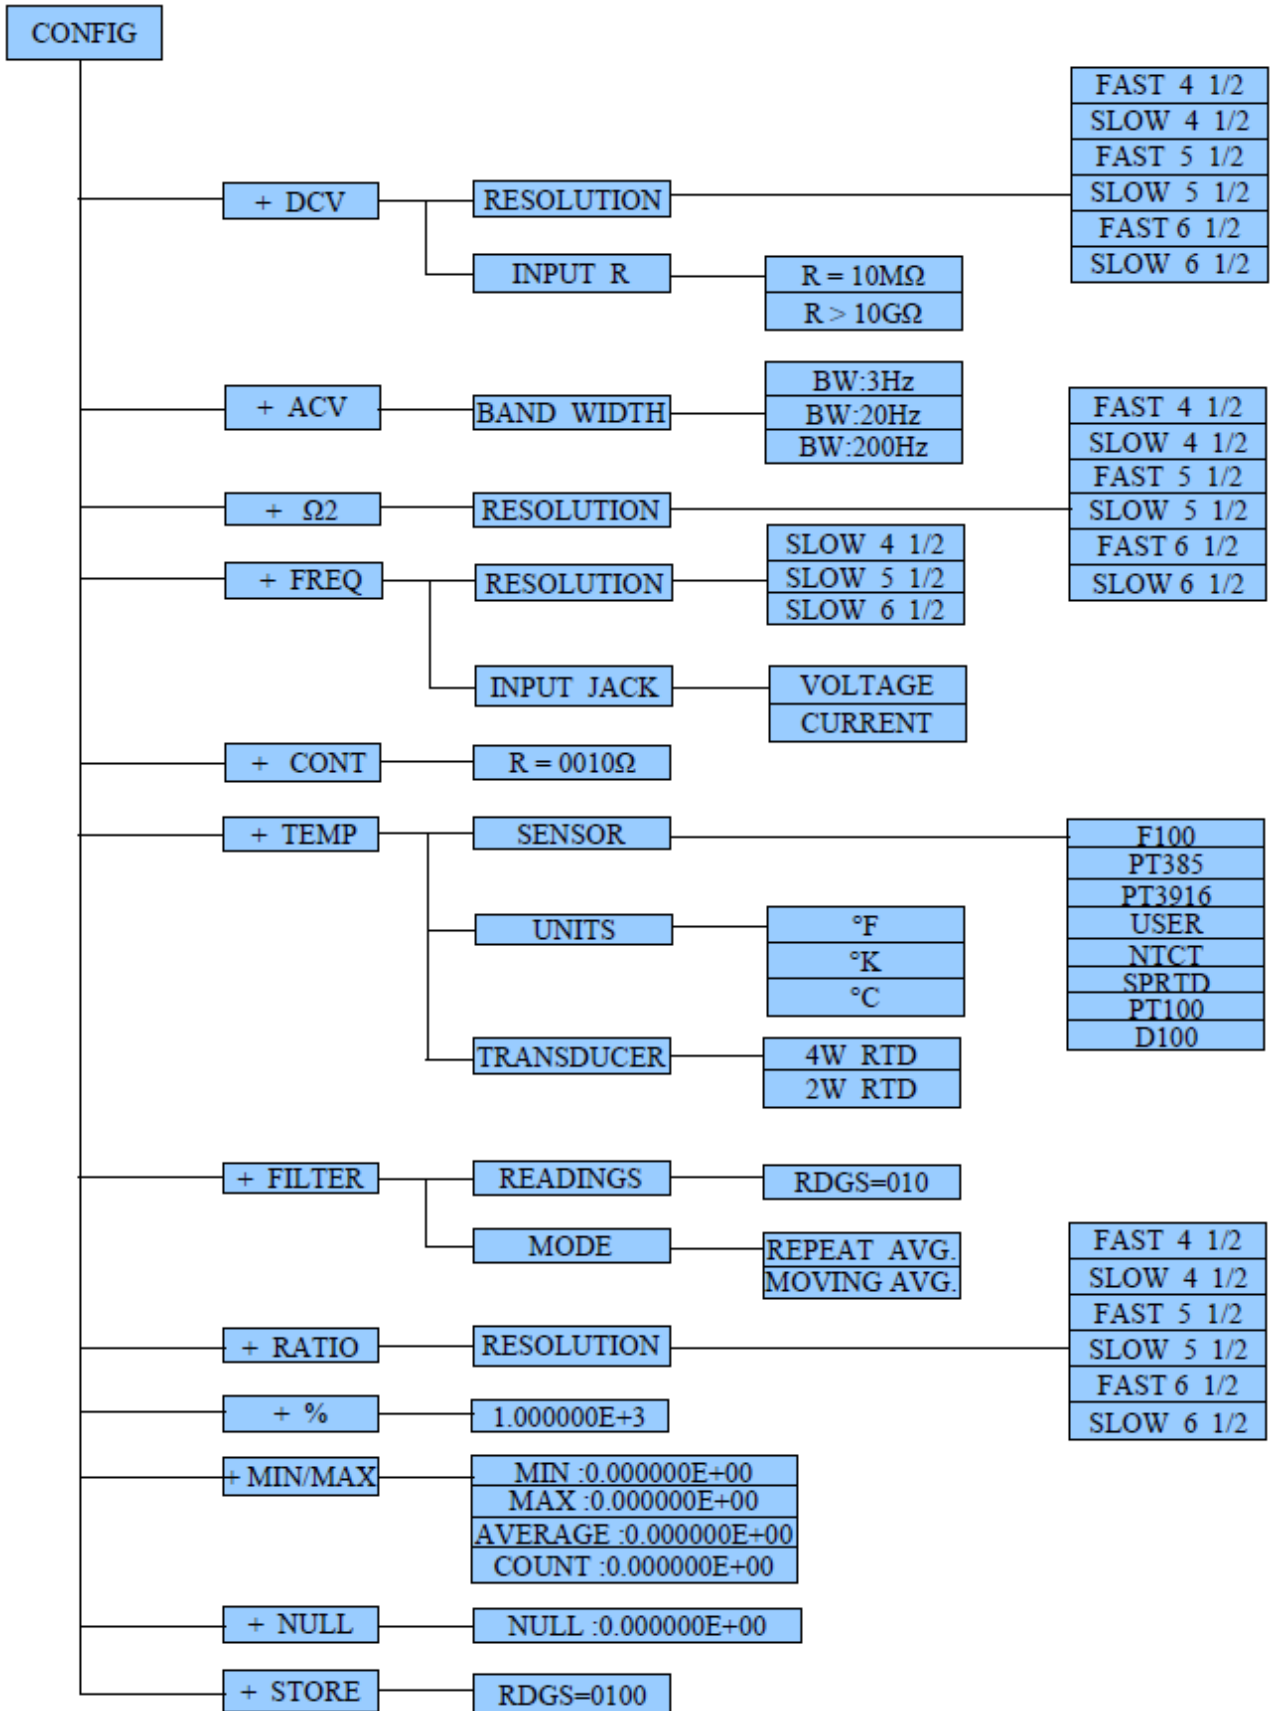 CONFIG
+ DCV
RESOLUTION
FAST 4 1/2
SLOW 4 1/2
FAST 5 1/2
SLOW 5 1/2
FAST 6 1/2
SLOW 6 1/2
INPUT R
R = 10MΩ
R > 10GΩ
+ ACV
BAND WIDTH
BW:3Hz
BW:20Hz
BW:200Hz
+ Ω2
RESOLUTION
FAST 4 1/2
SLOW 4 1/2
FAST 5 1/2
SLOW 5 1/2
FAST 6 1/2
SLOW 6 1/2
+ FREQ
RESOLUTION
SLOW 4 1/2
SLOW 5 1/2
SLOW 6 1/2
INPUT JACK
VOLTAGE
CURRENT
+ CONT
R = 0010Ω
+ TEMP
SENSOR
F100
PT385
PT3916
USER
NTCT
SPRTD
PT100
D100
UNITS
°F
°K
°C
TRANSDUCER
4W RTD
2W RTD
+ FILTER
READINGS
RDGS=010
MODE
REPEAT AVG.
MOVING AVG.
+ RATIO
RESOLUTION
FAST 4 1/2
SLOW 4 1/2
FAST 5 1/2
SLOW 5 1/2
FAST 6 1/2
SLOW 6 1/2
+ %
1.000000E+3
+ MIN/MAX
MIN :0.000000E+00
MAX :0.000000E+00
AVERAGE :0.000000E+00
COUNT :0.000000E+00
+ NULL
NULL :0.000000E+00
+ STORE
RDGS=0100